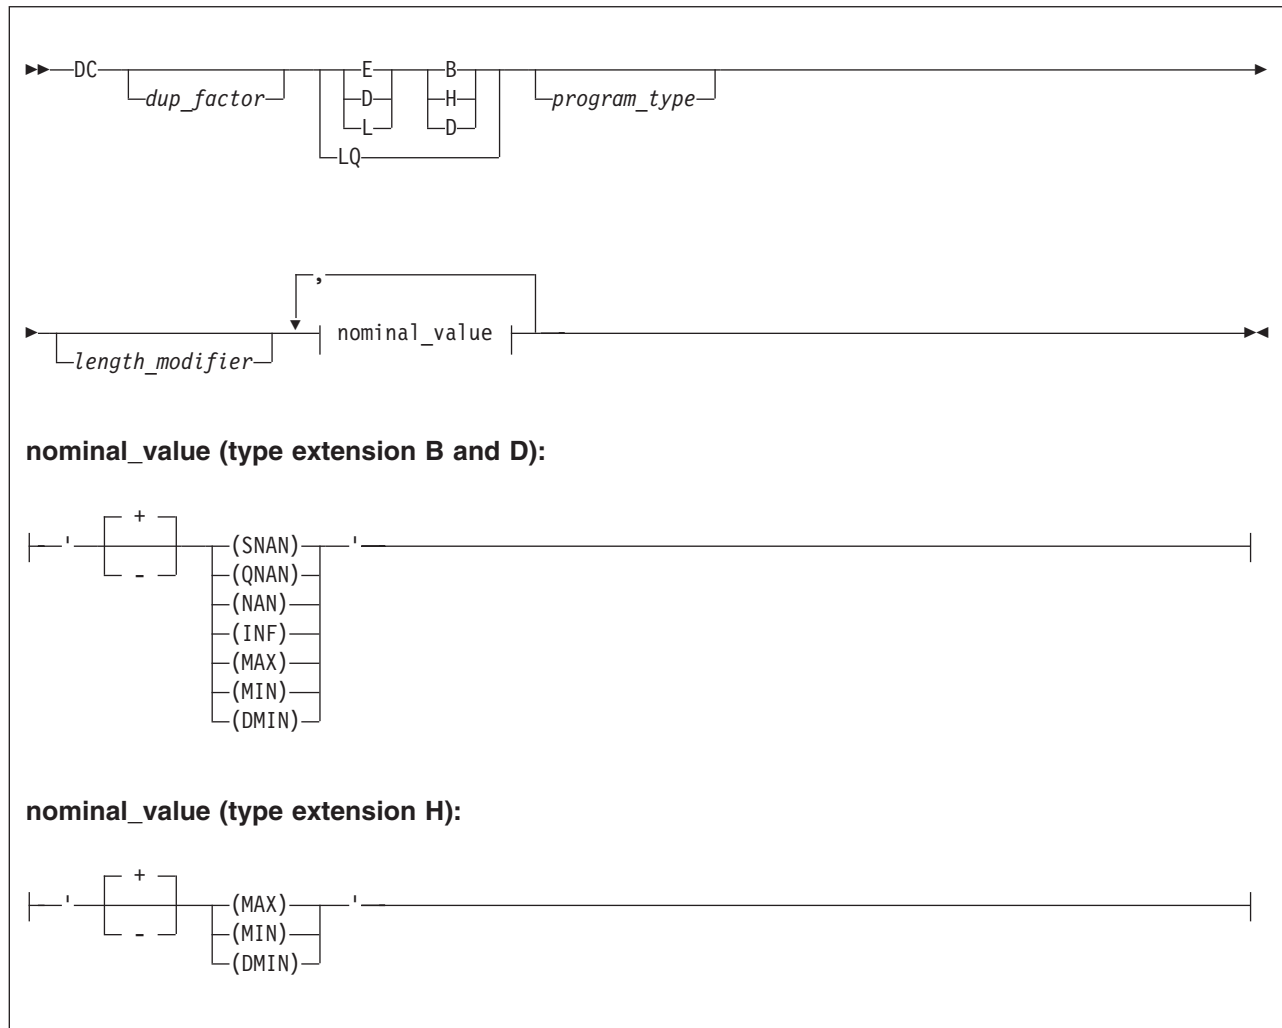 DC E B
dup_factor D H program_type
L D
LQ
,
nominal_value
length_modifier
nominal_value (type extension B and D):
+
' (SNAN) '
- (QNAN)
(NAN)
(INF)
(MAX)
(MIN)
(DMIN)
nominal_value (type extension H):
+
' (MAX) '
- (MIN)
(DMIN)